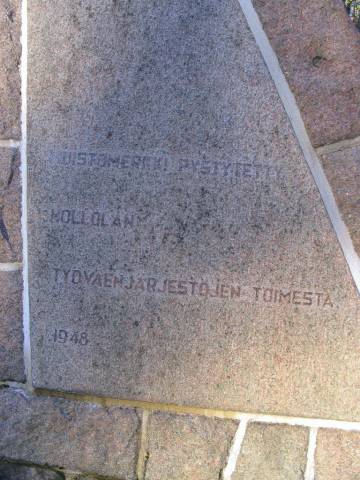 MUISTOMERKKI PYSTYTETTY
HOLLOLAN
TYÖVÄENJÄRJESTÖJEN TOIMESTA
1948